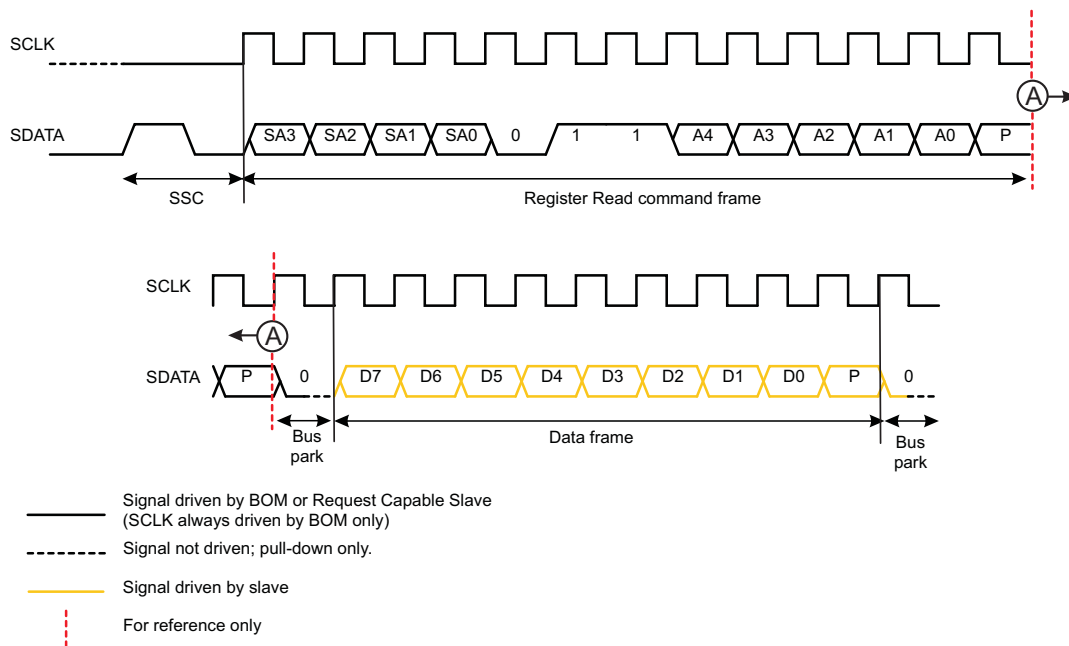 SCLK
A
SDATA SA3 SA2 SA1 SA0 0 1 1 A4 A3 A2 A1 A0 P
SSC Register Read command frame
SCLK
A
SDATA P 0 D7 D6 D5 D4 D3 D2 D1 D0 P 0
Bus park Data frame Bus park
Signal driven by BOM or Request Capable Slave
(SCLK always driven by BOM only)
Signal not driven; pull-down only.
Signal driven by slave
For reference only